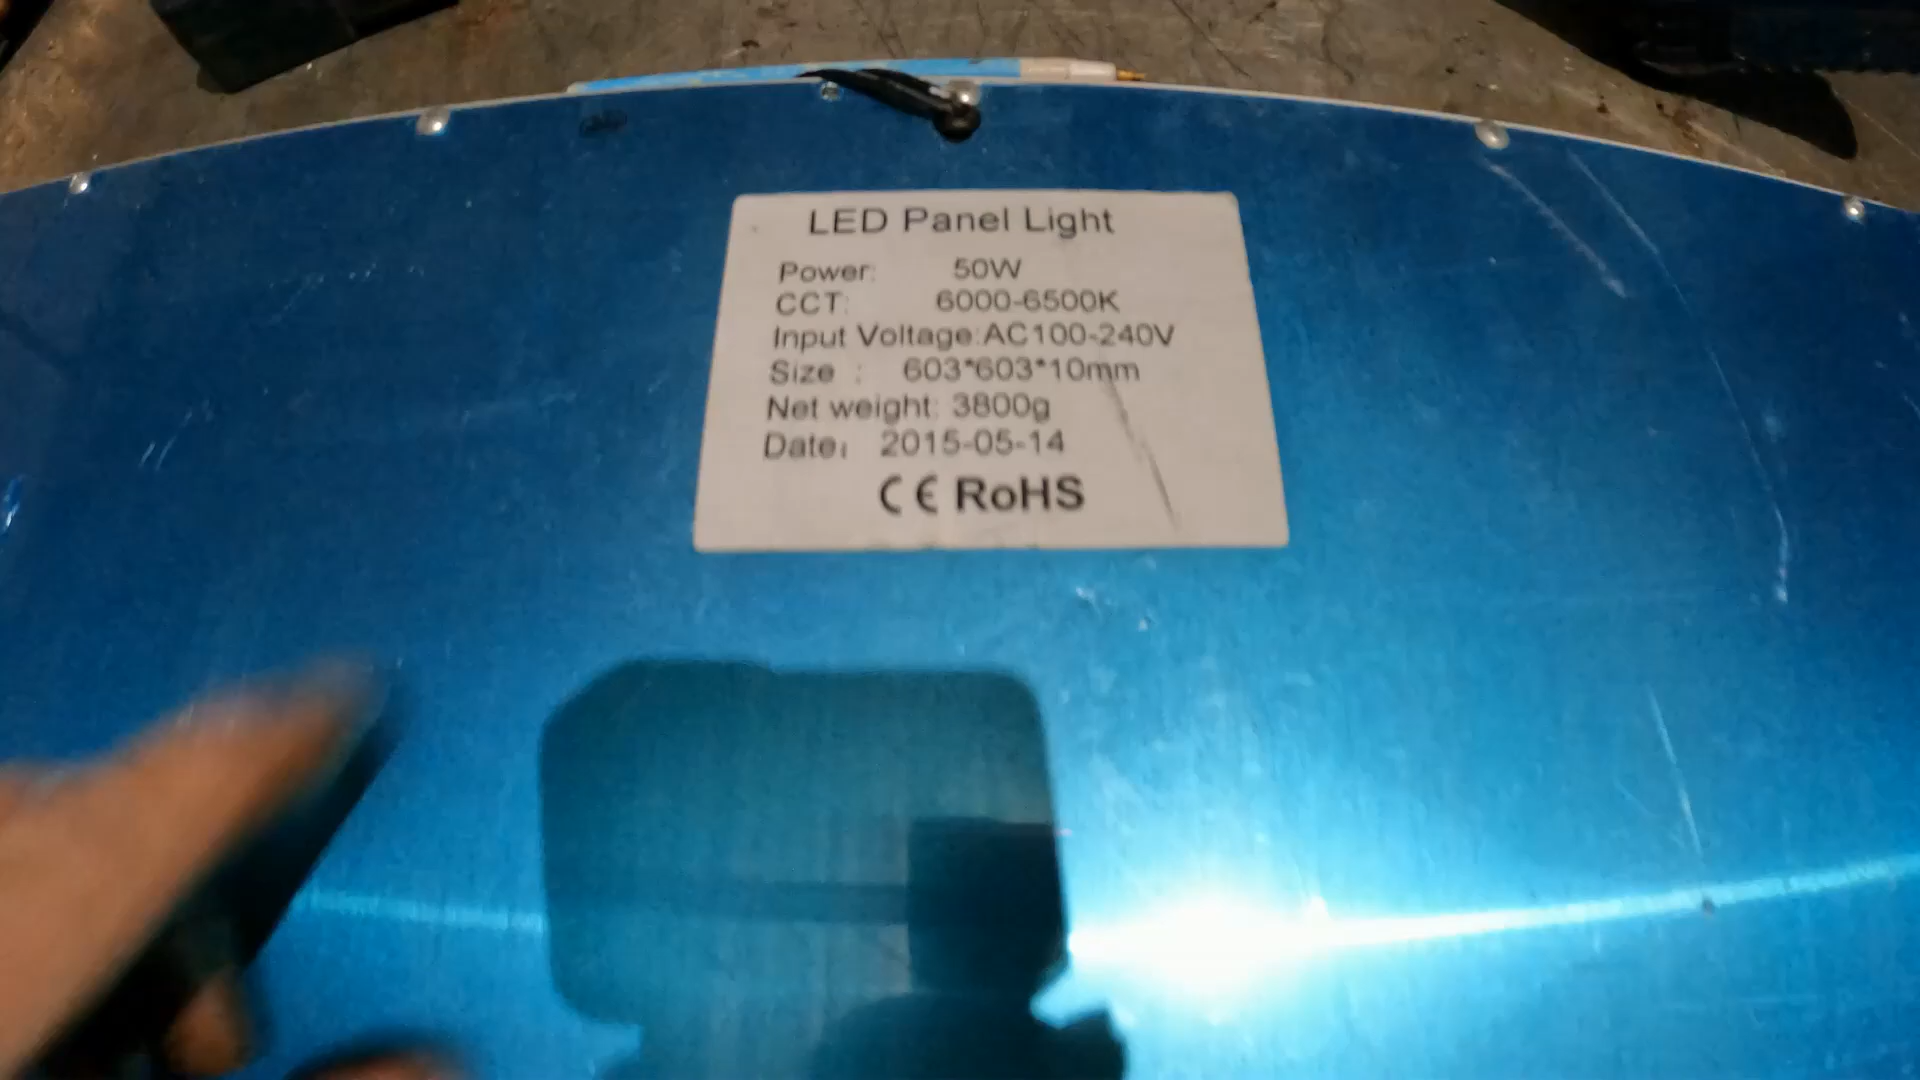 LED Panel Light
Power: 50W
CCT: 6000-6500K
Input Voltage:AC100-240V
Size : 603*603*10mm
Net weight: 3800g
Date: 2015-05-14
CE RoHS